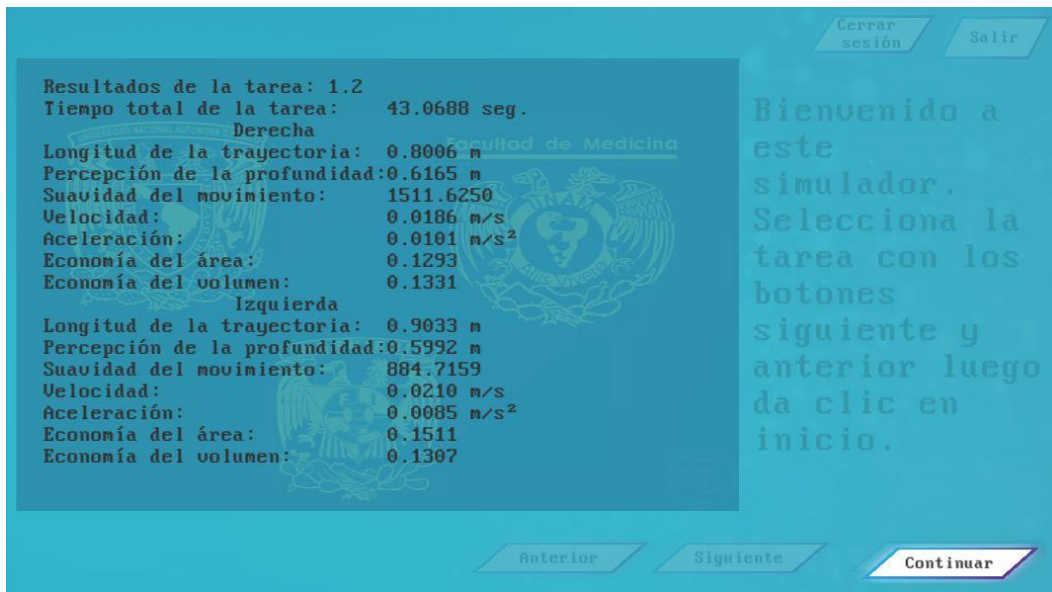 Cerrar
sesión
Salir
Resultados de la tarea: 1.2
Tiempo total de la tarea: 43.0688 seg.
Derecha
Longitud de la trayectoria: 0.8006 m
Percepción de la profundidad:0.6165 m
Suavidad del movimiento: 1511.6250
Velocidad: 0.0186 m/s
Aceleración: 0.0101 m/s²
Economía del área: 0.1293
Economía del volumen: 0.1331
Izquierda
Longitud de la trayectoria: 0.9033 m
Percepción de la profundidad:0.5992 m
Suavidad del movimiento: 884.7159
Velocidad: 0.0210 m/s
Aceleración: 0.0085 m/s²
Economía del área: 0.1511
Economía del volumen: 0.1307
Facultad de Medicina
Bienvenido a
este
simulador.
Selecciona la
tarea con los
botones
siguiente y
anterior luego
da clic en
inicio.
Anterior
Siguiente
Continuar